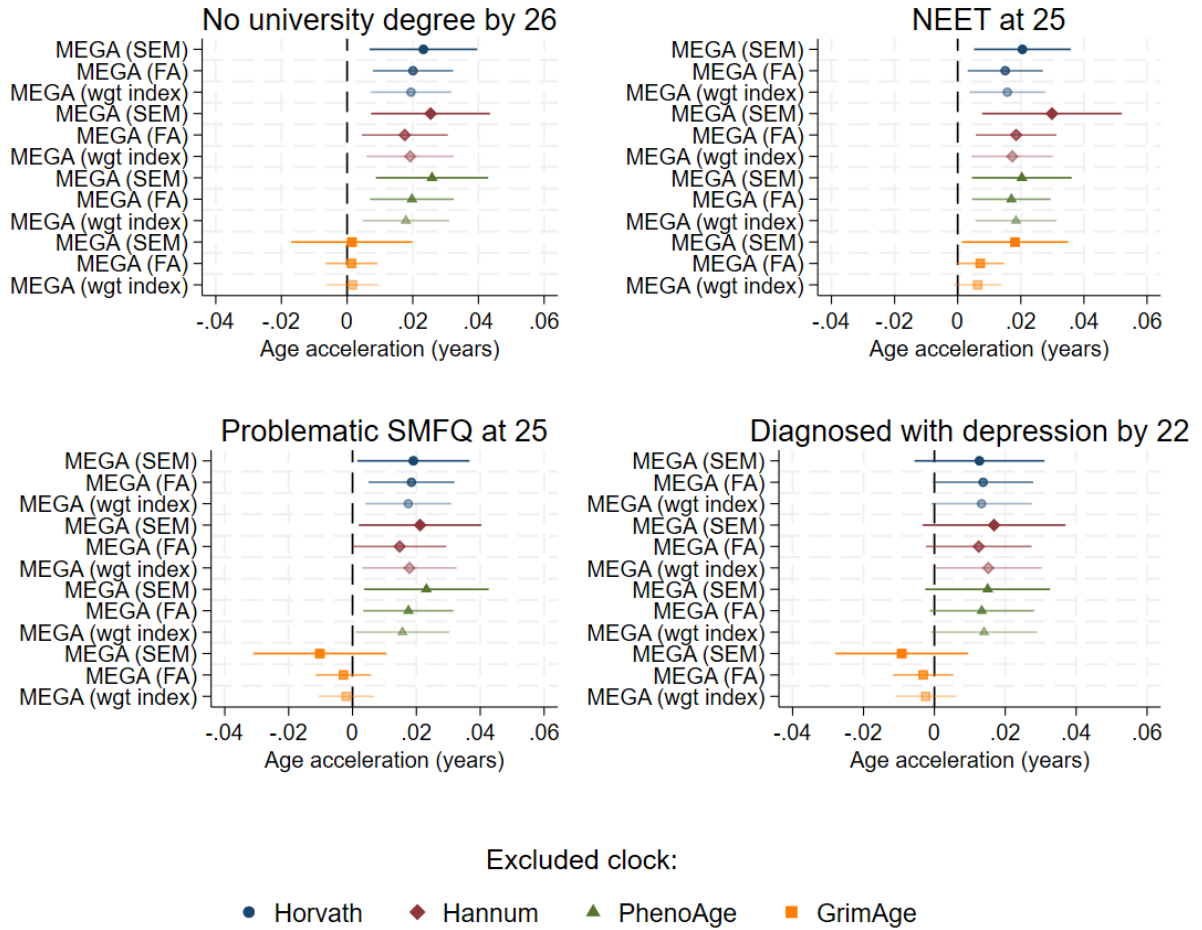 No university degree by 26
MEGA (SEM)
MEGA (FA)
MEGA (wgt index)
MEGA (SEM)
MEGA (FA)
MEGA (wgt index)
MEGA (SEM)
MEGA (FA)
MEGA (wgt index)
MEGA (SEM)
MEGA (FA)
MEGA (wgt index)
-.04 -.02 0 .02 .04 .06
Age acceleration (years)
NEET at 25
MEGA (SEM)
MEGA (FA)
MEGA (wgt index)
MEGA (SEM)
MEGA (FA)
MEGA (wgt index)
MEGA (SEM)
MEGA (FA)
MEGA (wgt index)
MEGA (SEM)
MEGA (FA)
MEGA (wgt index)
-.04 -.02 0 .02 .04 .06
Age acceleration (years)
Problematic SMFQ at 25
MEGA (SEM)
MEGA (FA)
MEGA (wgt index)
MEGA (SEM)
MEGA (FA)
MEGA (wgt index)
MEGA (SEM)
MEGA (FA)
MEGA (wgt index)
MEGA (SEM)
MEGA (FA)
MEGA (wgt index)
-.04 -.02 0 .02 .04 .06
Age acceleration (years)
Diagnosed with depression by 22
MEGA (SEM)
MEGA (FA)
MEGA (wgt index)
MEGA (SEM)
MEGA (FA)
MEGA (wgt index)
MEGA (SEM)
MEGA (FA)
MEGA (wgt index)
MEGA (SEM)
MEGA (FA)
MEGA (wgt index)
-.04 -.02 0 .02 .04 .06
Age acceleration (years)
Excluded clock:
Horvath Hannum PhenoAge GrimAge